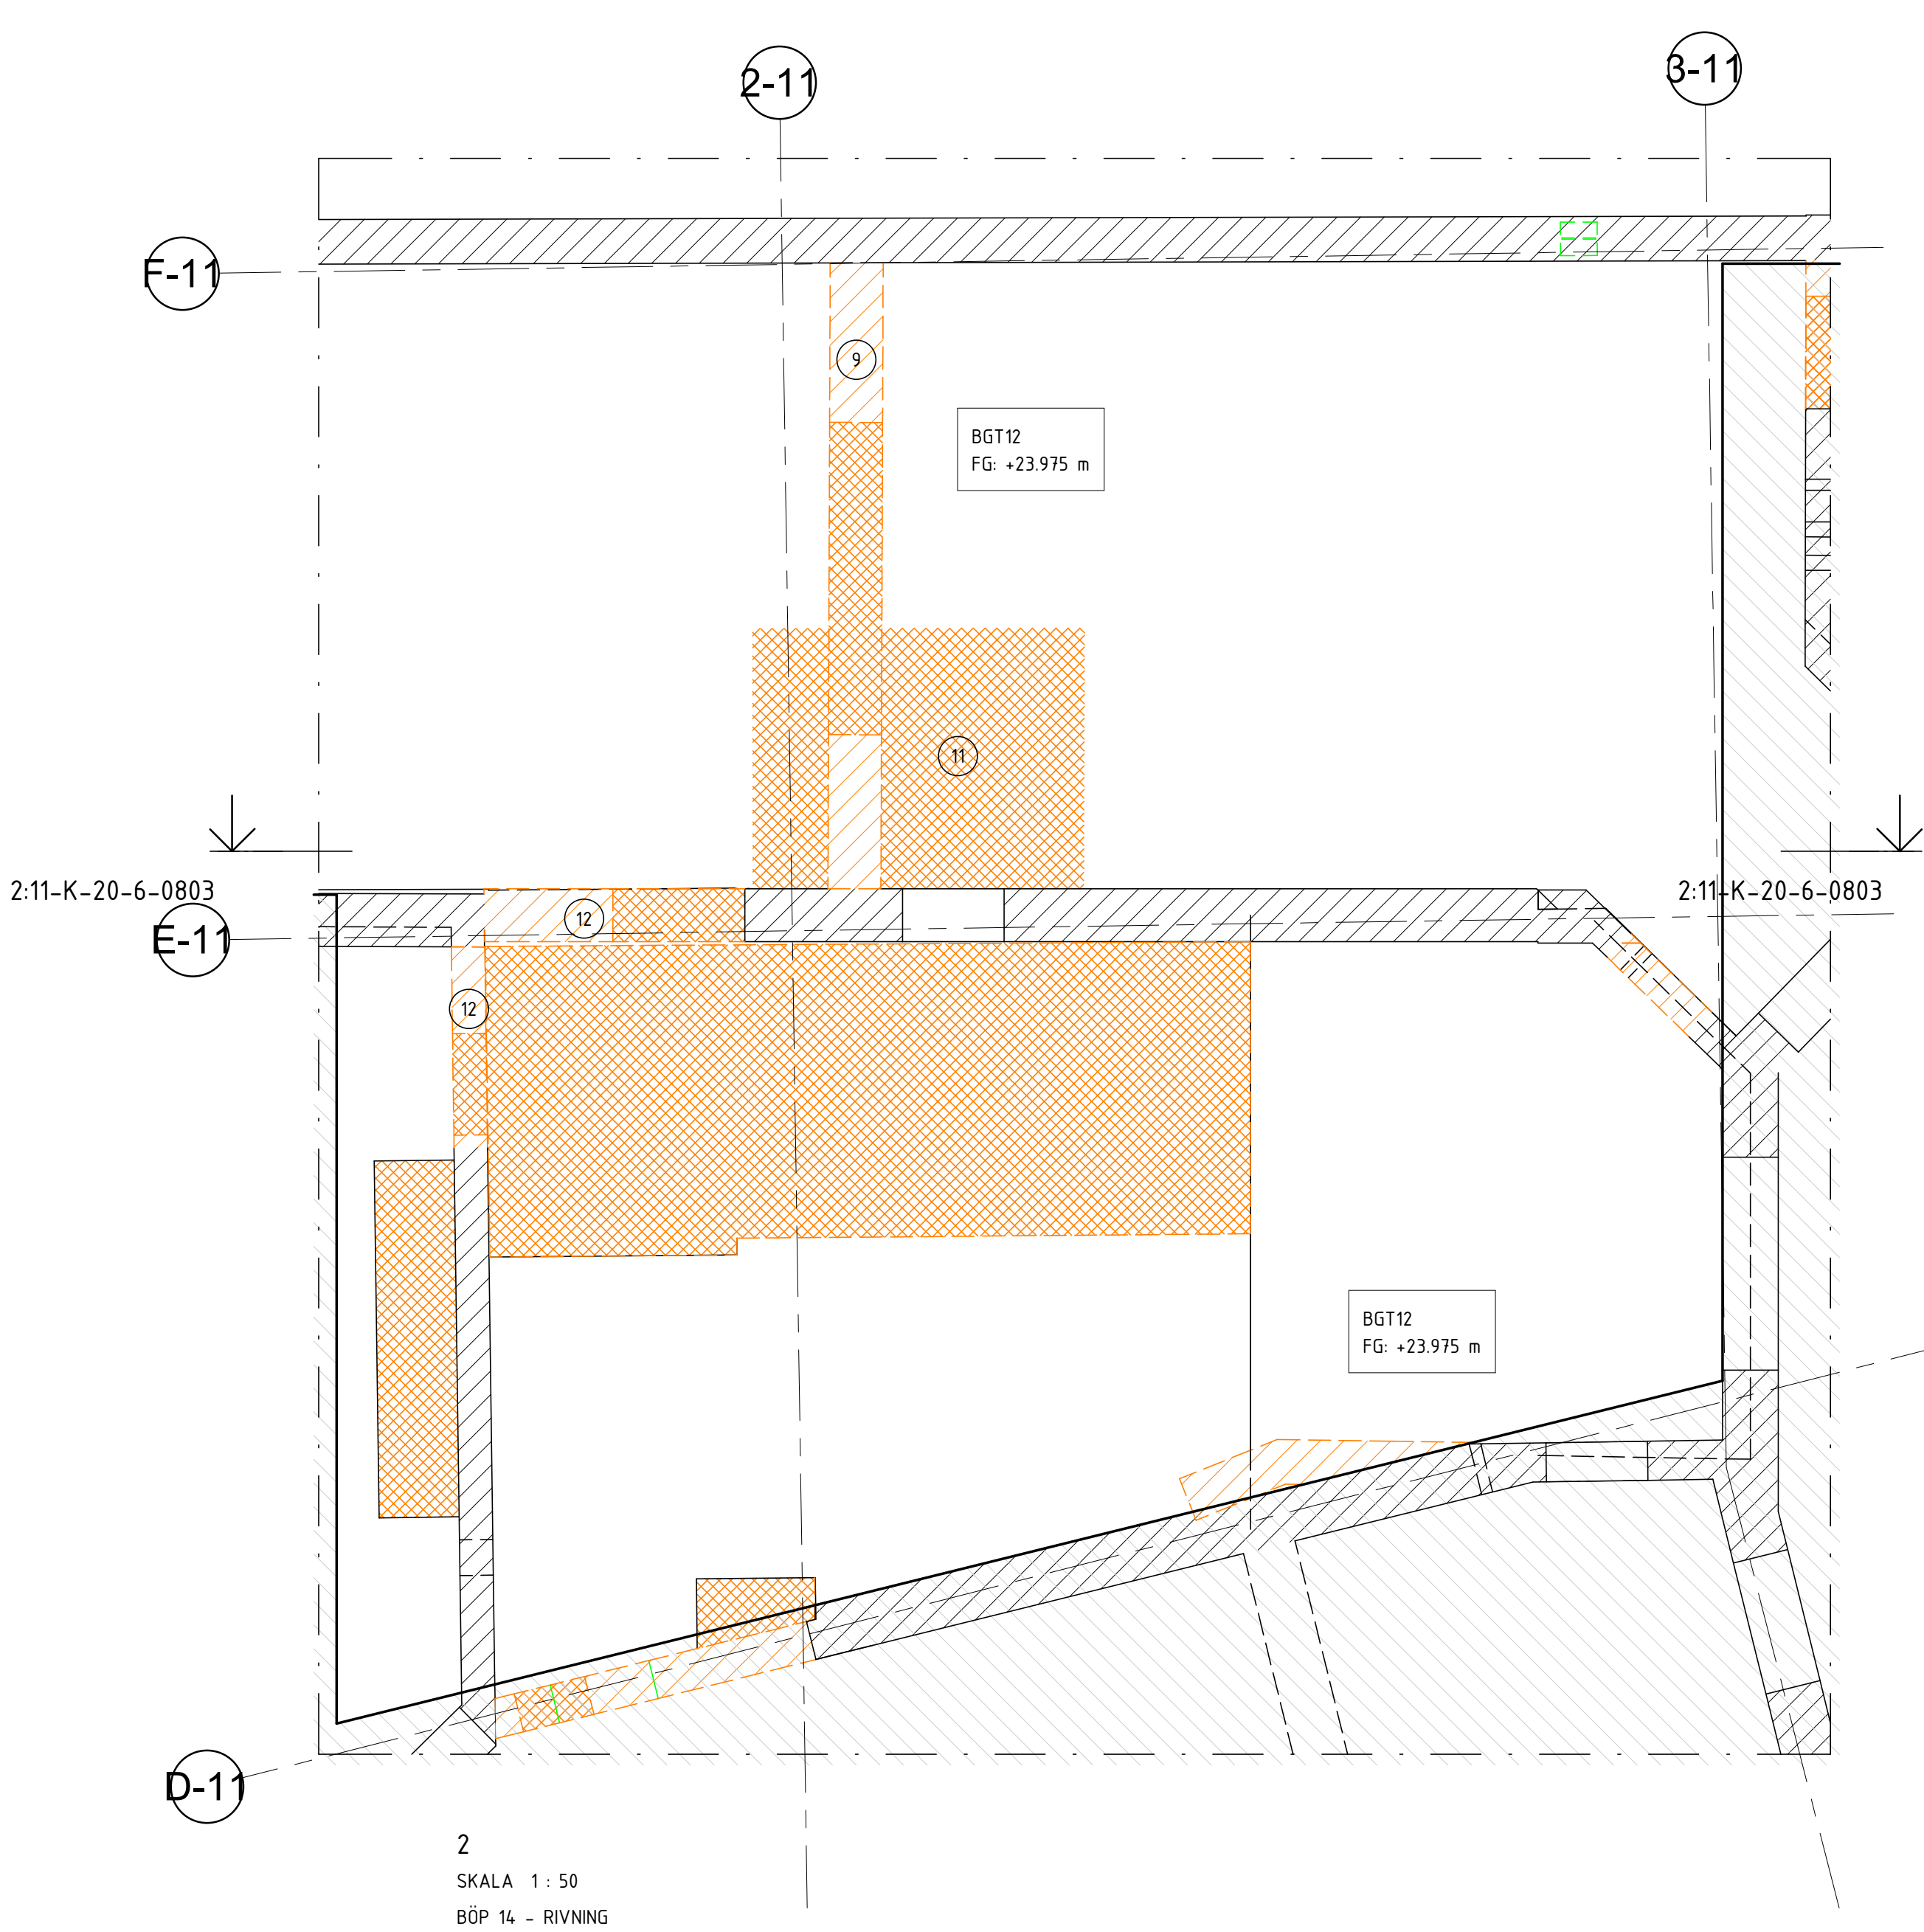 2-11
3-11
F-11
9
BGT12
FG: +23.975 m
11
2:11-K-20-6-0803
2:11-K-20-6-0803
12
E-11
12
BGT12
FG: +23.975 m
D-11
2
SKALA 1 : 50
BÖP 14 - RIVNING